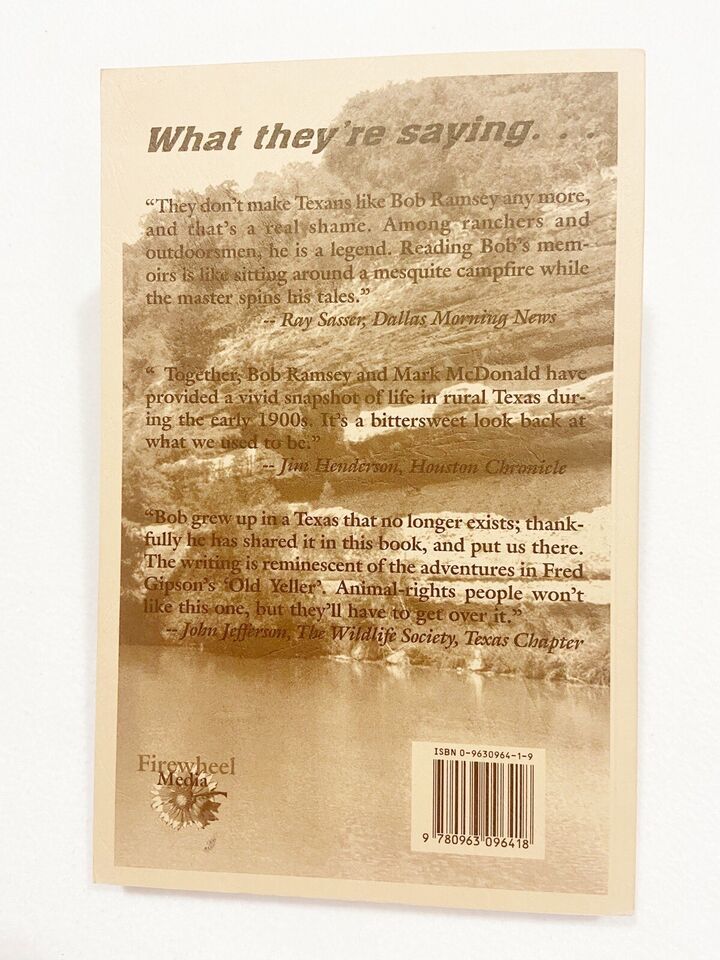 What they're saying. . .
“They don't make Texans like Bob Ramsey any more,
and that's a real shame. Among ranchers and
outdoorsmen, he is a legend. Reading Bob's mem-
oirs is like sitting around a mesquite campfire while
the master spins his tales.”
-- Ray Sasser, Dallas Morning News
“ Together, Bob Ramsey and Mark McDonald have
provided a vivid snapshot of life in rural Texas dur-
ing the early 1900s. It's a bittersweet look back at
what we used to be.”
-- Jim Henderson, Houston Chronicle
“Bob grew up in a Texas that no longer exists; thank-
fully he has shared it in this book, and put us there.
The writing is reminescent of the adventures in Fred
Gipson's ‘Old Yeller’. Animal-rights people won't
like this one, but they'll have to get over it.”
-- John Jefferson, The Wildlife Society, Texas Chapter
Firewheel
Media
ISBN 0-9630964-1-9
9 780963 096418